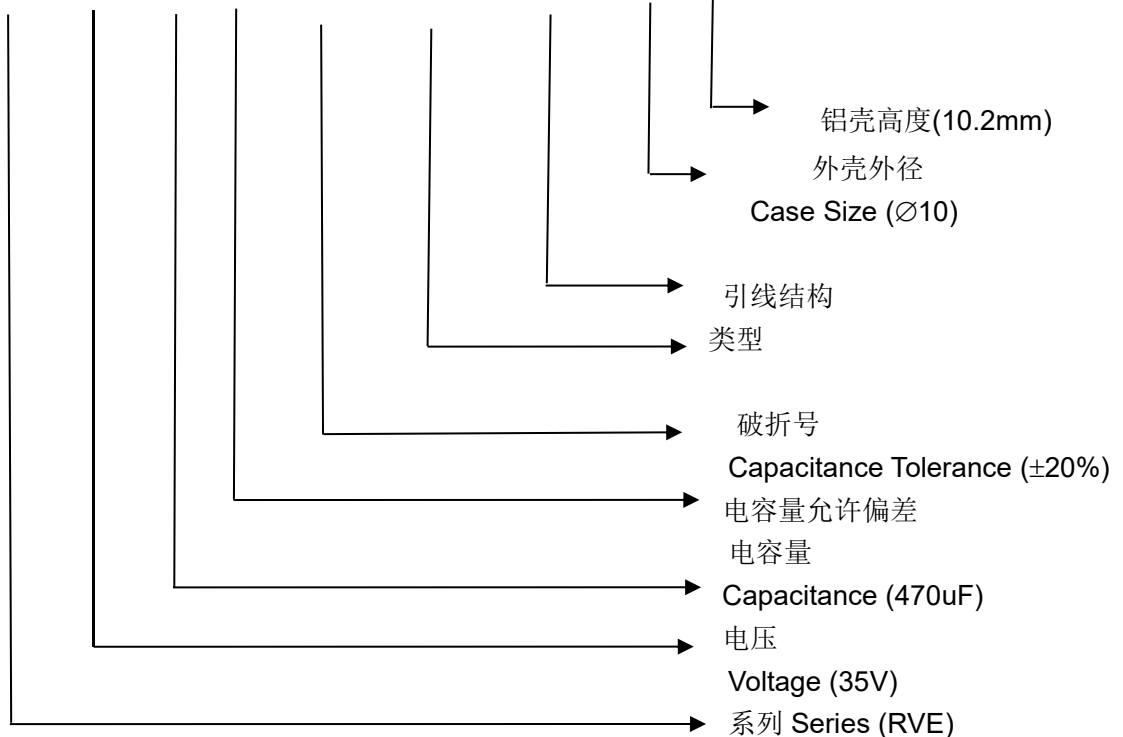 铝壳高度(10.2mm)
外壳外径
Case Size (∅10)
引线结构
类型
破折号
Capacitance Tolerance (±20%)
电容量允许偏差
电容量
Capacitance (470uF)
电压
Voltage (35V)
系列 Series (RVE)